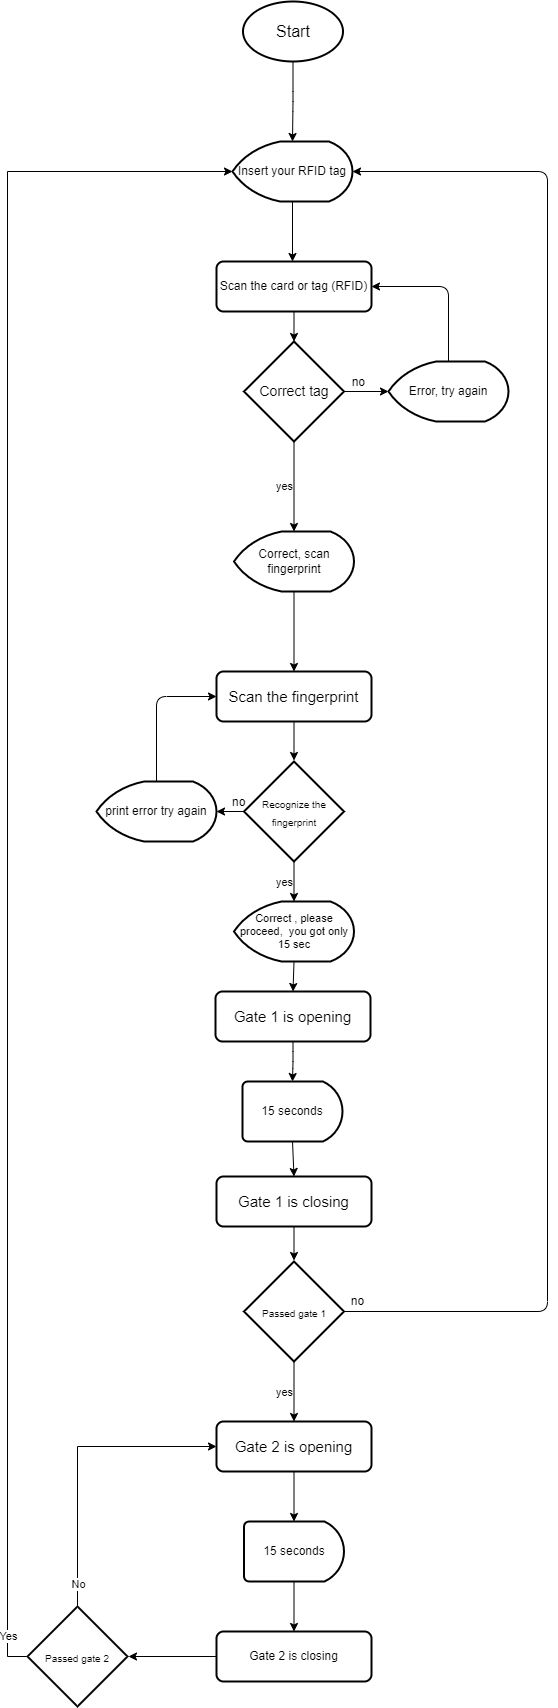 Start
Insert your RFID tag
Scan the card or tag (RFID)
Correct tag
no
Error, try again
yes
Correct, scan
fingerprint
Scan the fingerprint
Recognize the
fingerprint
no
print error try again
yes
Correct , please
proceed,  you got only
15 sec
Gate 1 is opening
15 seconds
Gate 1 is closing
Passed gate 1
no
yes
Gate 2 is opening
15 seconds
Gate 2 is closing
Passed gate 2
No
Yes